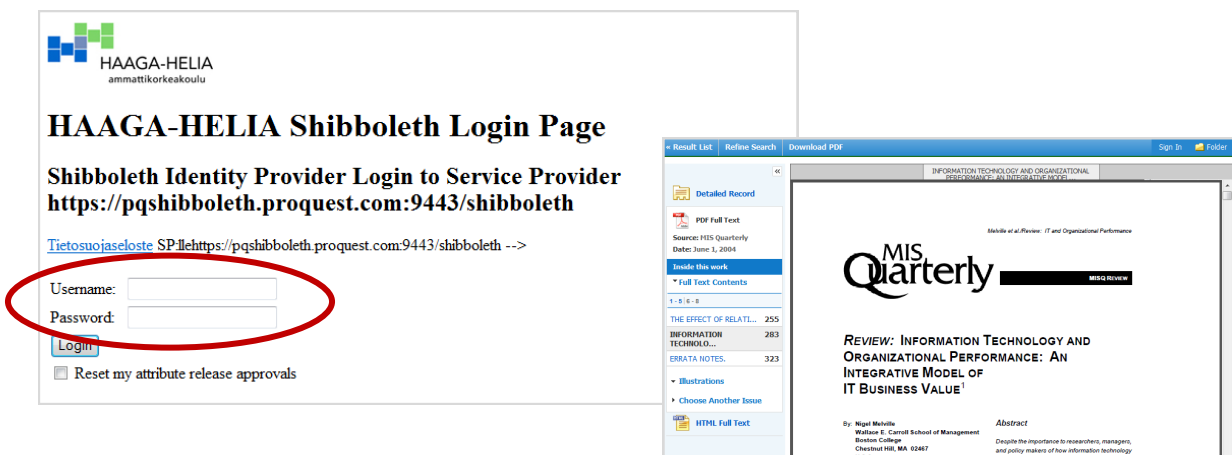 HAAGA-HELIA
ammattikorkeakoulu
HAAGA-HELIA Shibboleth Login Page
Shibboleth Identity Provider Login to Service Provider
https://pqshibboleth.proquest.com:9443/shibboleth
Tietosuojaseloste SP:llehttps://pqshibboleth.proquest.com:9443/shibboleth -->
Username:
Password:
Login
Reset my attribute release approvals
« Result List Refine Search Download PDF Sign In Folder
«
Detailed Record
PDF Full Text
Source: MIS Quarterly
Date: June 1, 2004
Inside this work
Full Text Contents
1 - 5 6 - 8
THE EFFECT OF RELATI... 255
INFORMATION
TECHNOLO... 283
ERRATA NOTES. 323
Illustrations
Choose Another Issue
HTML Full Text
INFORMATION TECHNOLOGY AND ORGANIZATIONAL
PERFORMANCE: AN INTEGRATIVE MODEL...
Melville et al./Review: IT and Organizational Performance
MIS
Quarterly
MISQ REVIEW
REVIEW: INFORMATION TECHNOLOGY AND
ORGANIZATIONAL PERFORMANCE: AN
INTEGRATIVE MODEL OF
IT BUSINESS VALUE¹
By: Nigel Melville
Wallace E. Carroll School of Management
Boston College
Chestnut Hill, MA 02467
Abstract
Despite the importance to researchers, managers,
and policy makers of how information technology